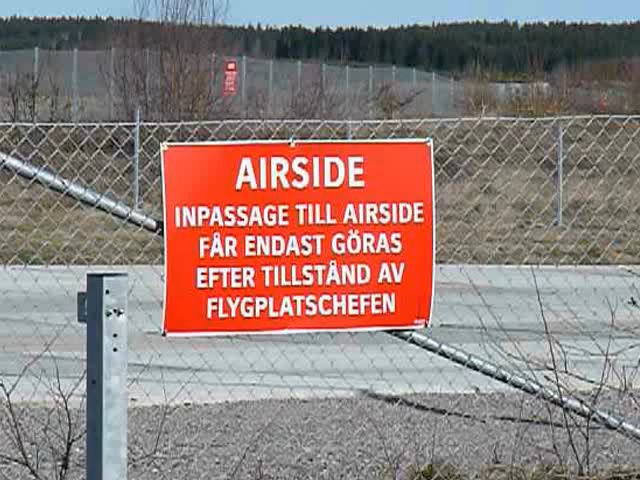 AIRSIDE
INPASSAGE TILL AIRSIDE
FÅR ENDAST GÖRAS
EFTER TILLSTÅND AV
FLYGPLATSCHEFEN